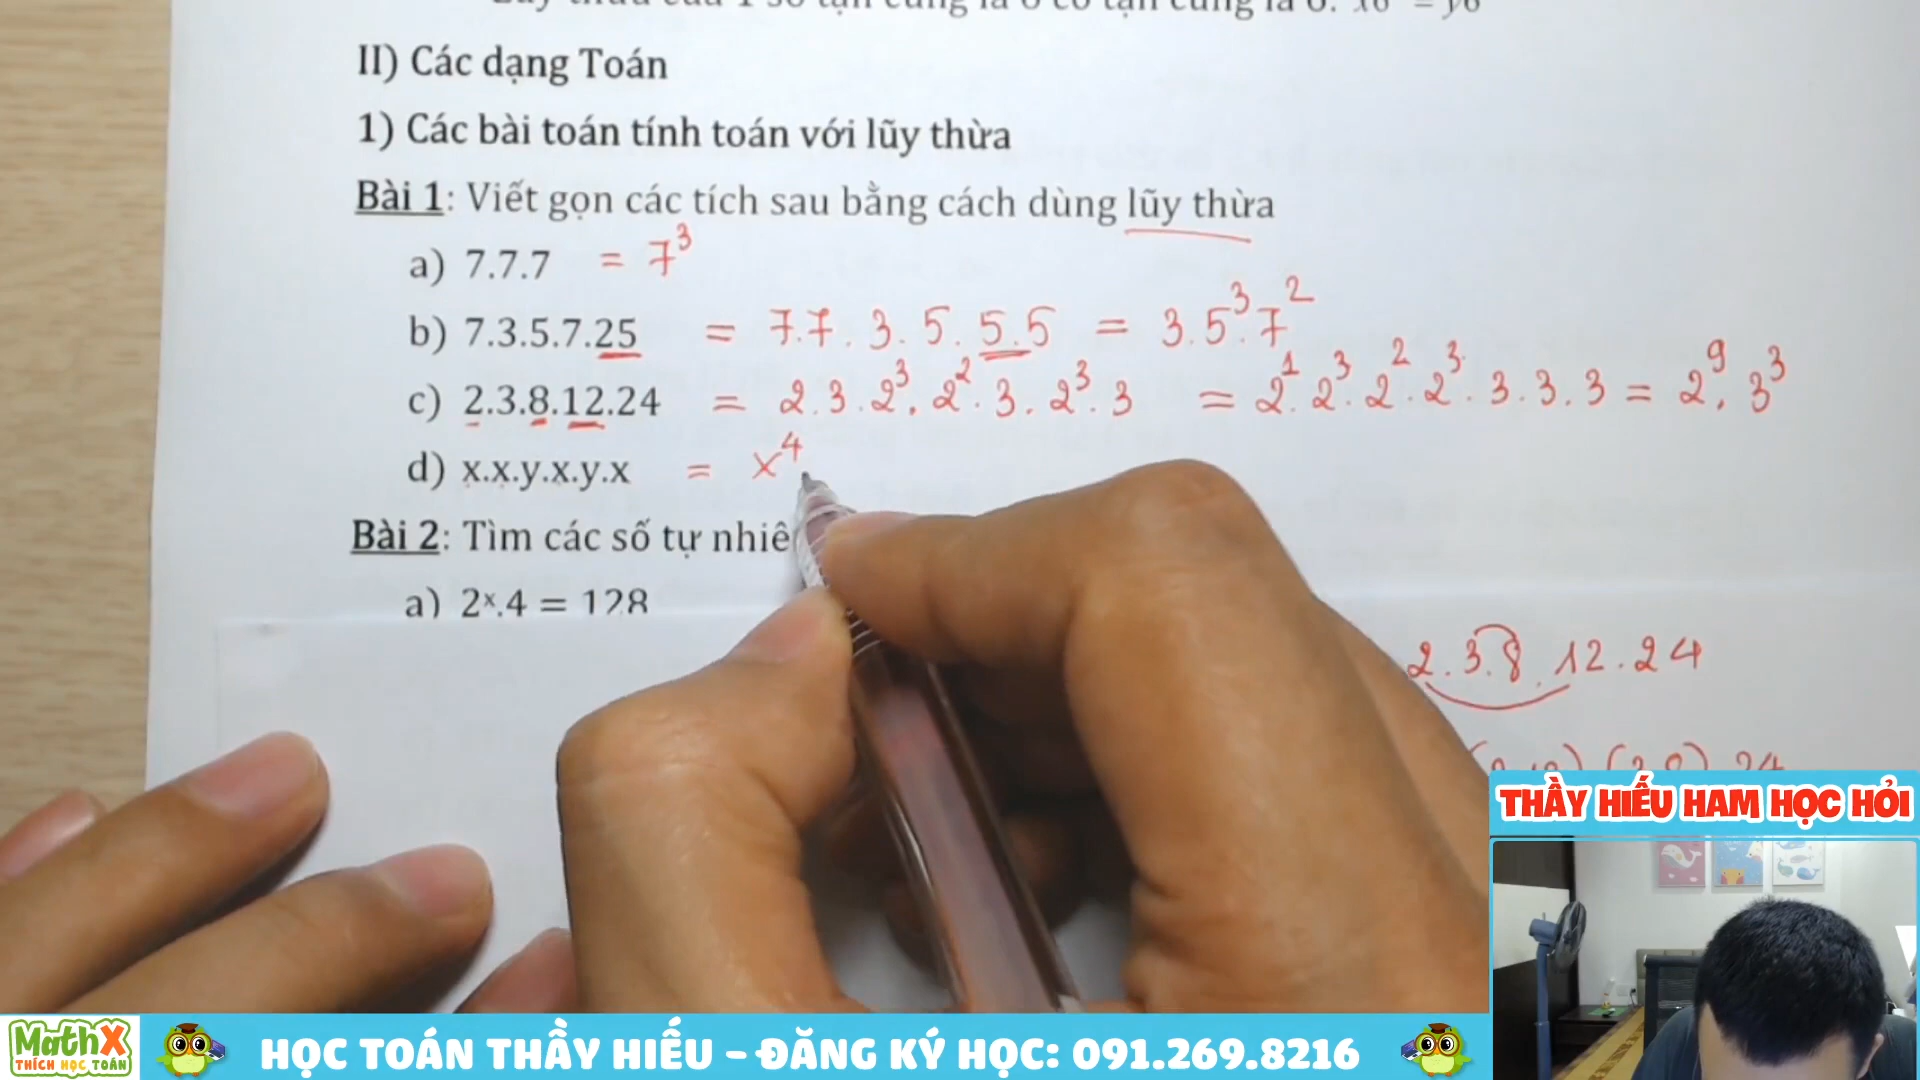 II) Các dạng Toán
1) Các bài toán tính toán với lũy thừa
Bài 1: Viết gọn các tích sau bằng cách dùng lũy thừa
a) 7.7.7 = 7³
b) 7.3.5.7.25 = 7.7.3.5.5.5 = 3.5³.7²
c) 2.3.8.12.24 = 2.3.2³.2².3.2³.3 = 2¹.2³.2².2³.3.3.3 = 2⁹.3³
d) x.x.y.x.y.x = x⁴
Bài 2: Tìm các số tự nhiê
a) 2ˣ.4 = 128
2.3.8.12.24
THẦY HIẾU HAM HỌC HỎI
MathX
THÍCH HỌC TOÁN
HỌC TOÁN THẦY HIẾU - ĐĂNG KÝ HỌC: 091.269.8216